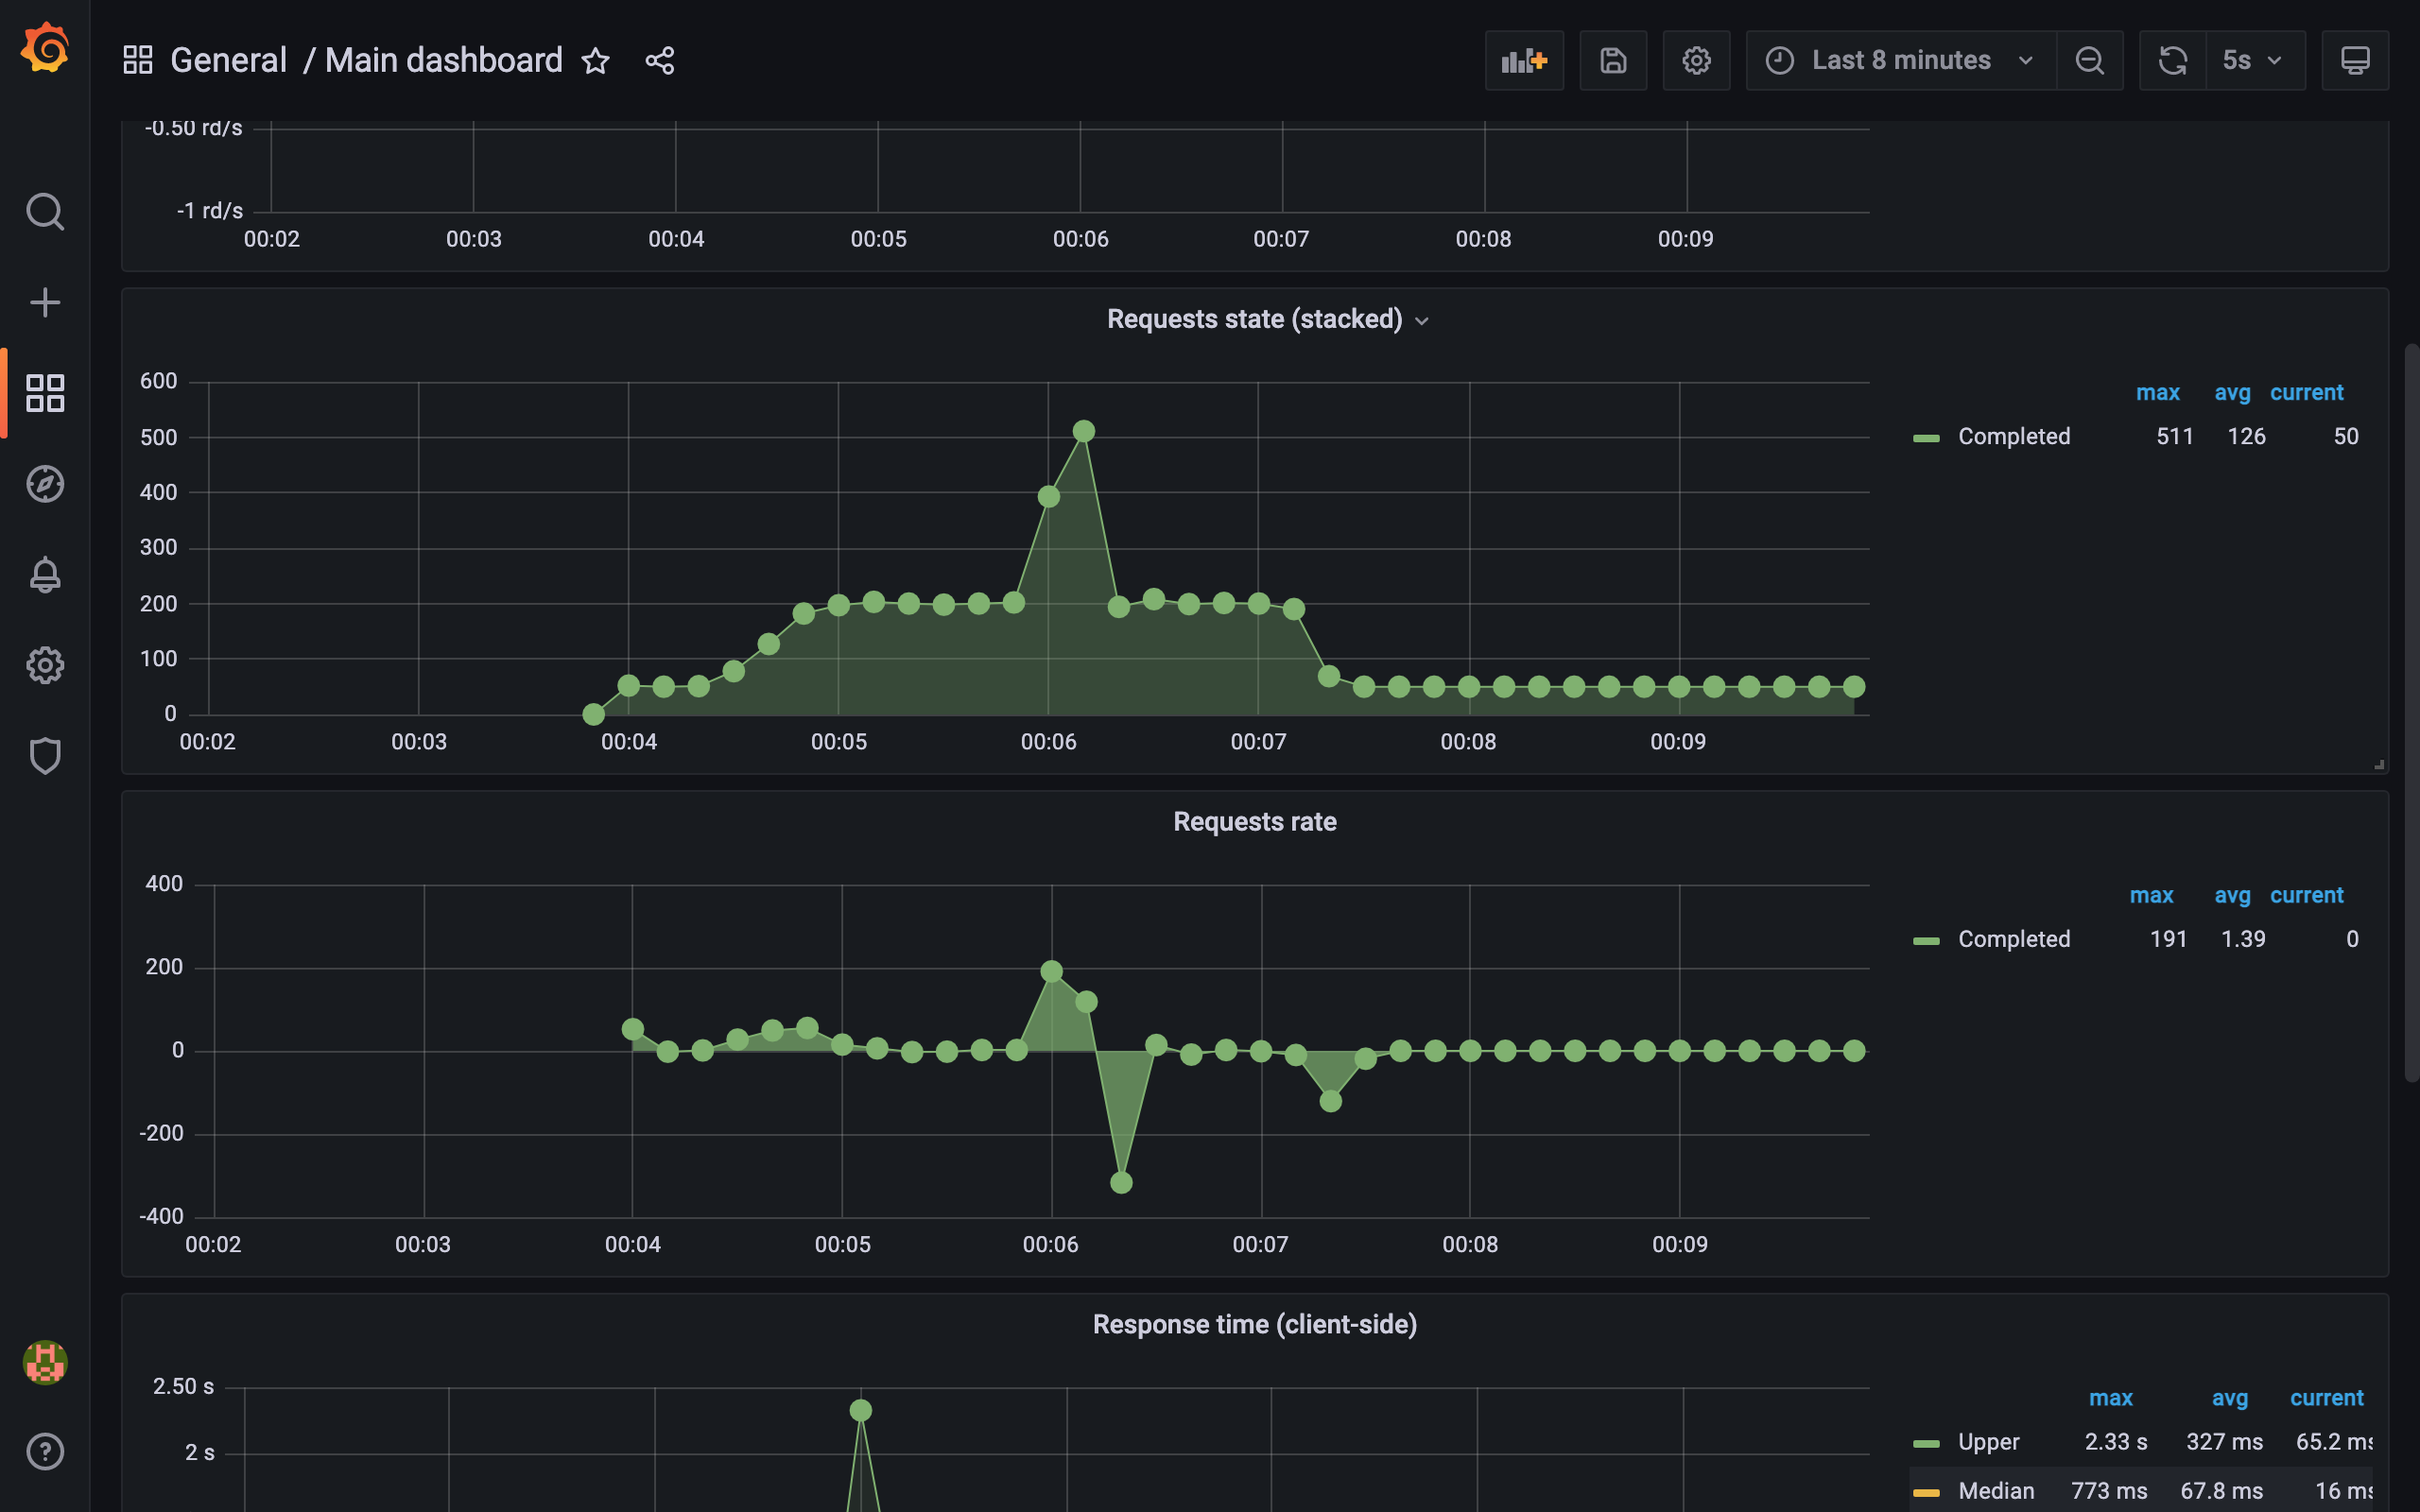 General / Main dashboard
Last 8 minutes
5s
-0.50 rd/s
-1 rd/s
00:02 00:03 00:04 00:05 00:06 00:07 00:08 00:09
Requests state (stacked)
600
500
400
300
200
100
0
00:02 00:03 00:04 00:05 00:06 00:07 00:08 00:09
max avg current
Completed 511 126 50
Requests rate
400
200
0
-200
-400
00:02 00:03 00:04 00:05 00:06 00:07 00:08 00:09
max avg current
Completed 191 1.39 0
Response time (client-side)
2.50 s
2 s
max avg current
Upper 2.33 s 327 ms 65.2 ms
Median 773 ms 67.8 ms 16 ms